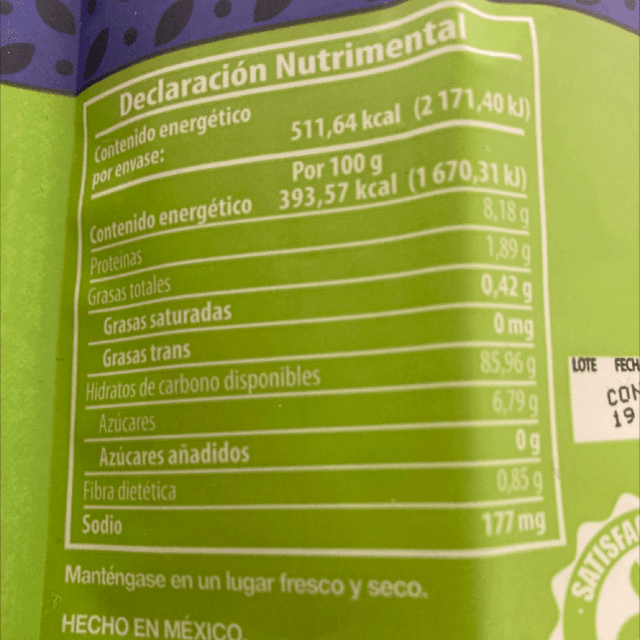 Declaración Nutrimental
Contenido energético
por envase:
511,64 kcal (2 171,40 kJ)
Por 100 g
Contenido energético 393,57 kcal (1 670,31 kJ)
Proteínas 8,18 g
Grasas totales 1,89 g
Grasas saturadas 0,42 g
Grasas trans 0 mg
Hidratos de carbono disponibles 85,96 g
Azúcares 6,79 g
Azúcares añadidos 0 g
Fibra dietética 0,85 g
Sodio 177 mg
Manténgase en un lugar fresco y seco.
HECHO EN MÉXICO
LOTE FECH
CON
19
SATISFA